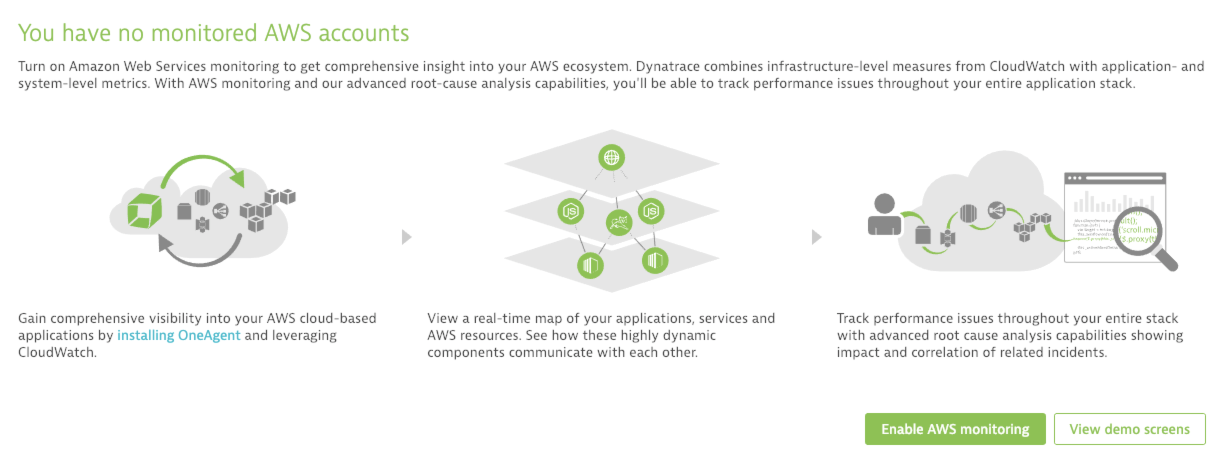 You have no monitored AWS accounts
Turn on Amazon Web Services monitoring to get comprehensive insight into your AWS ecosystem. Dynatrace combines infrastructure-level measures from CloudWatch with application- and
system-level metrics. With AWS monitoring and our advanced root-cause analysis capabilities, you'll be able to track performance issues throughout your entire application stack.
JS
JS
ult();
('scroll.mic
t$.proxy(t
Gain comprehensive visibility into your AWS cloud-based
applications by installing OneAgent and leveraging
CloudWatch.
View a real-time map of your applications, services and
AWS resources. See how these highly dynamic
components communicate with each other.
Track performance issues throughout your entire stack
with advanced root cause analysis capabilities showing
impact and correlation of related incidents.
Enable AWS monitoring
View demo screens